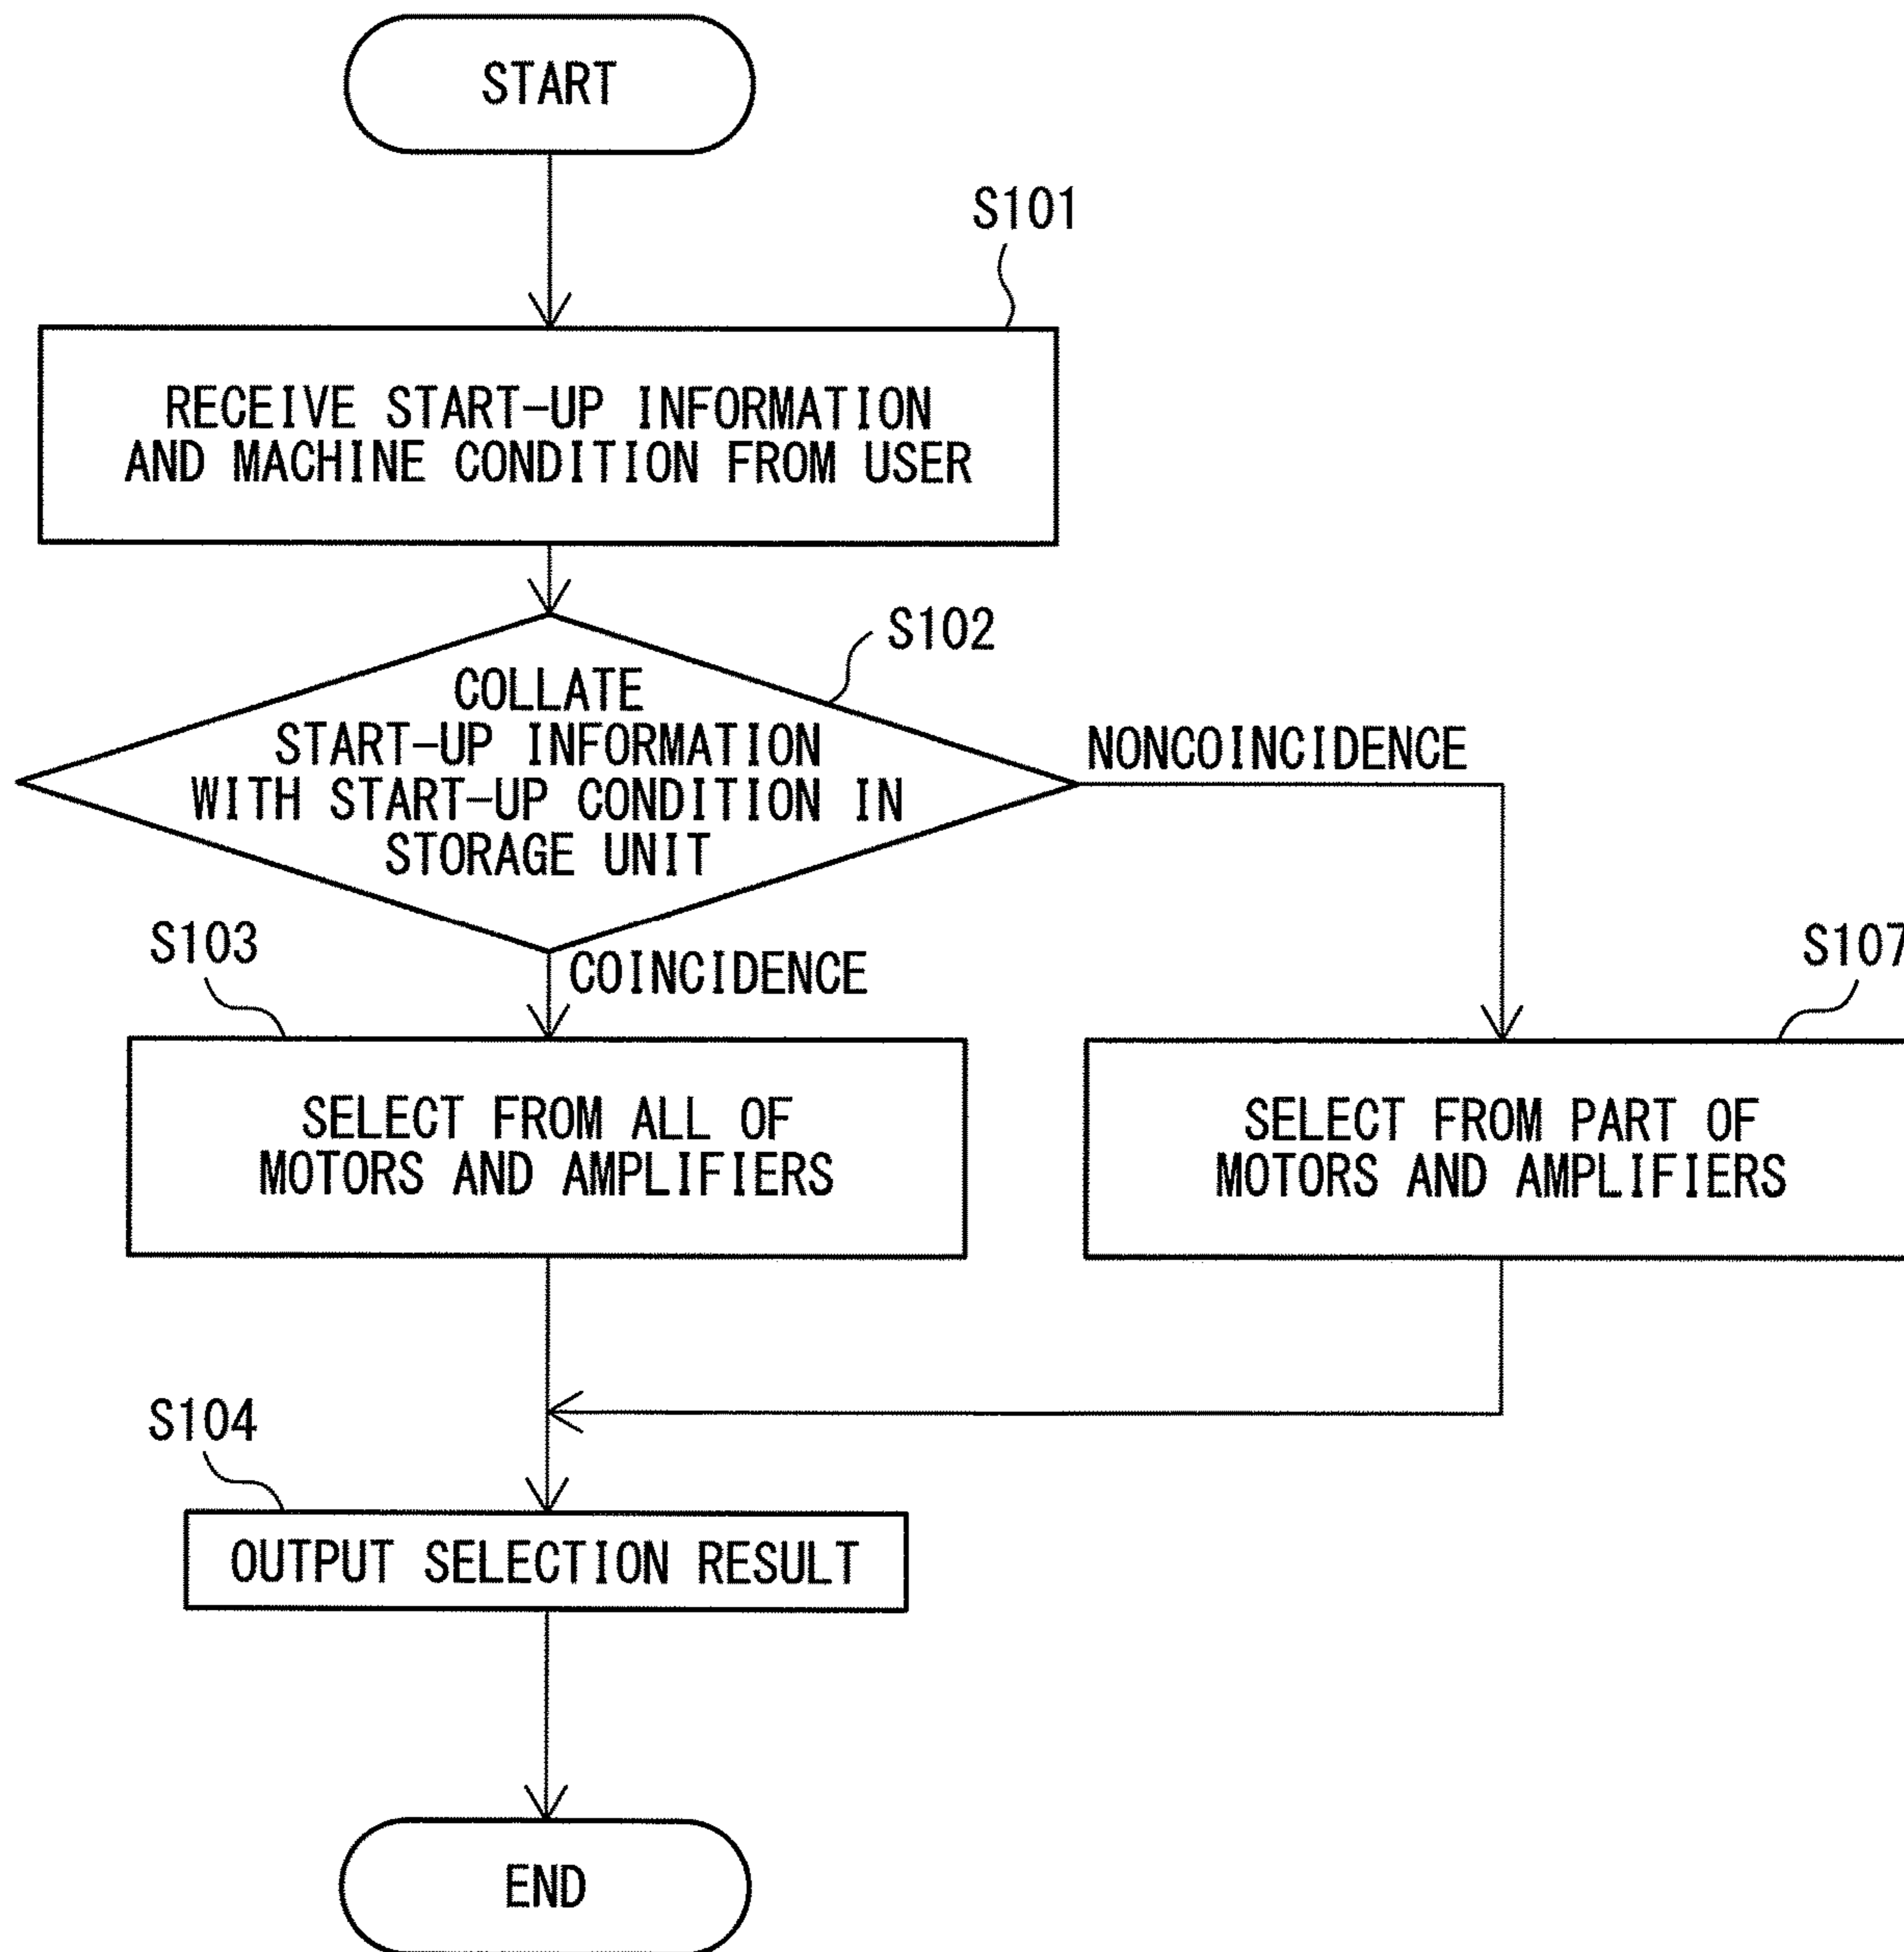 START
S101
RECEIVE START-UP INFORMATION
AND MACHINE CONDITION FROM USER
S102
COLLATE
START-UP INFORMATION
WITH START-UP CONDITION IN
STORAGE UNIT
NONCOINCIDENCE
COINCIDENCE
S103
SELECT FROM ALL OF
MOTORS AND AMPLIFIERS
S107
SELECT FROM PART OF
MOTORS AND AMPLIFIERS
S104
OUTPUT SELECTION RESULT
END